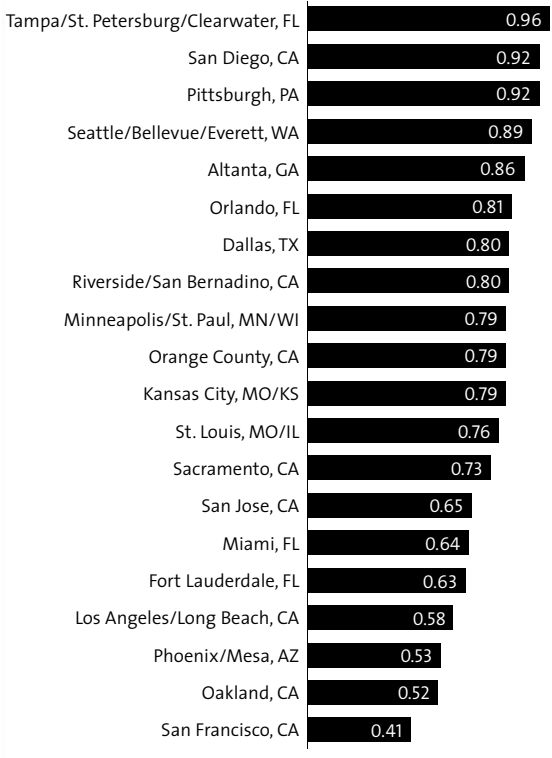 Tampa/St. Petersburg/Clearwater, FL 0.96
San Diego, CA 0.92
Pittsburgh, PA 0.92
Seattle/Bellevue/Everett, WA 0.89
Altanta, GA 0.86
Orlando, FL 0.81
Dallas, TX 0.80
Riverside/San Bernadino, CA 0.80
Minneapolis/St. Paul, MN/WI 0.79
Orange County, CA 0.79
Kansas City, MO/KS 0.79
St. Louis, MO/IL 0.76
Sacramento, CA 0.73
San Jose, CA 0.65
Miami, FL 0.64
Fort Lauderdale, FL 0.63
Los Angeles/Long Beach, CA 0.58
Phoenix/Mesa, AZ 0.53
Oakland, CA 0.52
San Francisco, CA 0.41